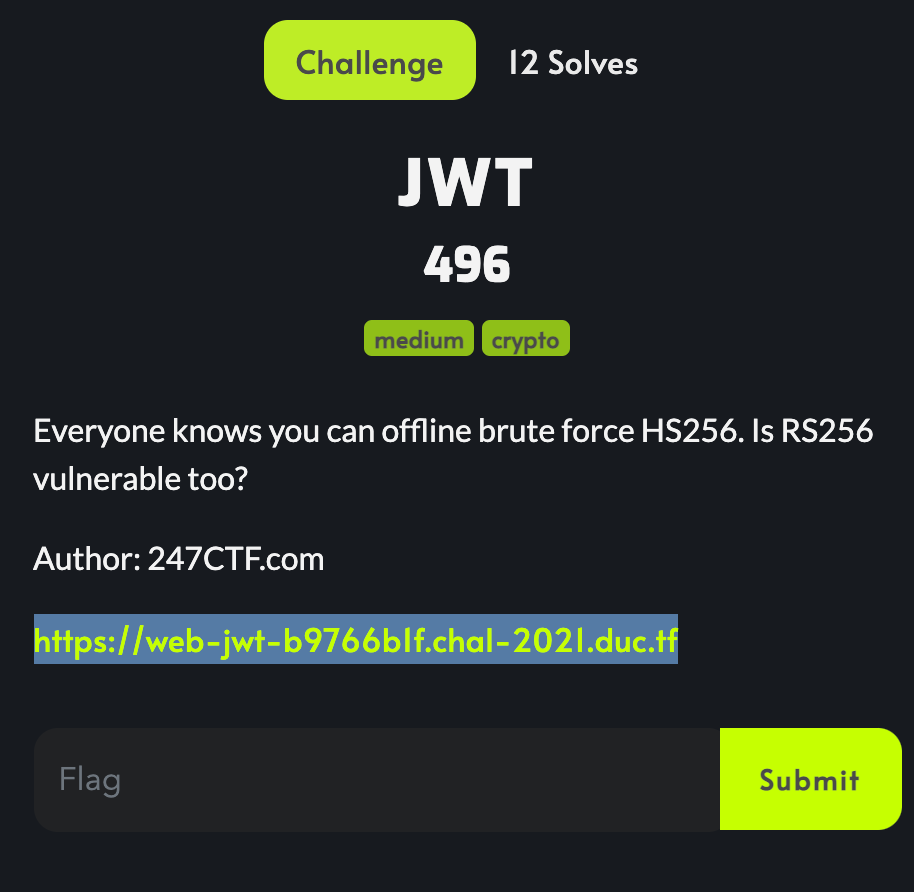 Challenge
12 Solves
JWT
496
medium crypto
Everyone knows you can offline brute force HS256. Is RS256
vulnerable too?
Author: 247CTF.com
https://web-jwt-b9766b1f.chal-2021.duc.tf
Flag
Submit